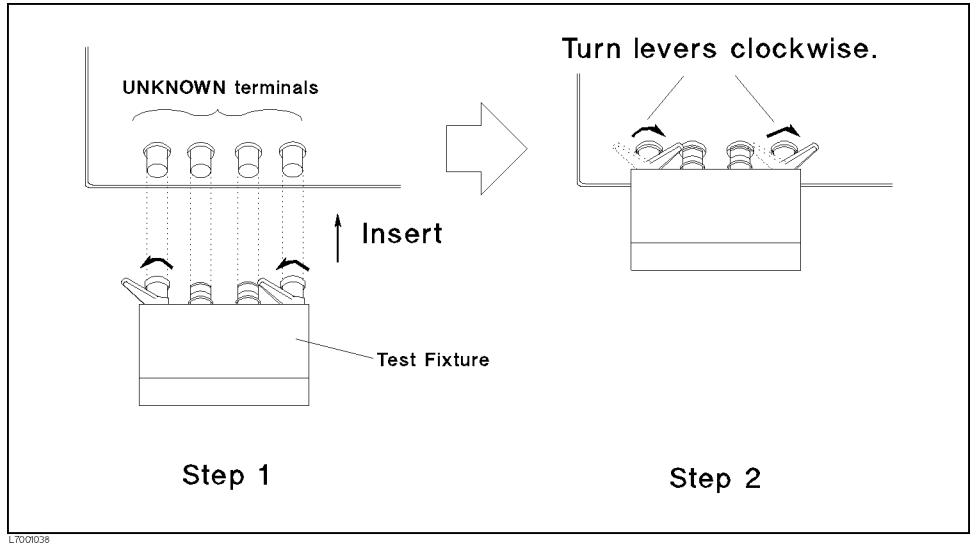 Turn levers clockwise.
UNKNOWN terminals
Insert
Test Fixture
Step 1
Step 2
L7001038